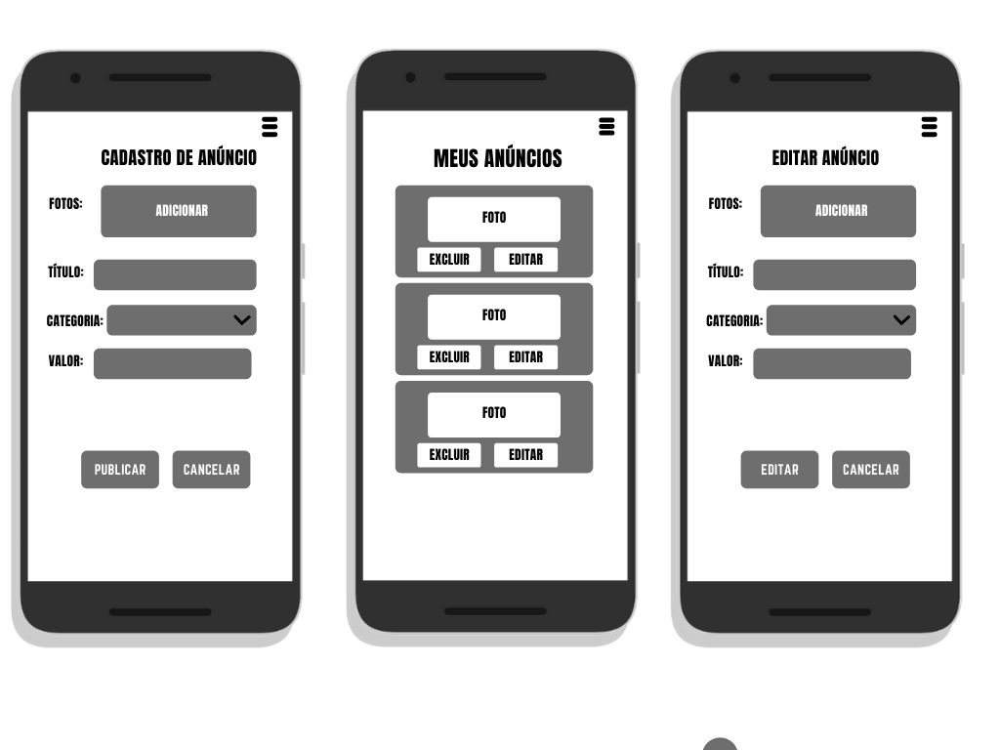 CADASTRO DE ANÚNCIO
FOTOS:
ADICIONAR
TÍTULO:
CATEGORIA:
VALOR:
PUBLICAR
CANCELAR
MEUS ANÚNCIOS
FOTO
EXCLUIR
EDITAR
FOTO
EXCLUIR
EDITAR
FOTO
EXCLUIR
EDITAR
EDITAR ANÚNCIO
FOTOS:
ADICIONAR
TÍTULO:
CATEGORIA:
VALOR:
EDITAR
CANCELAR